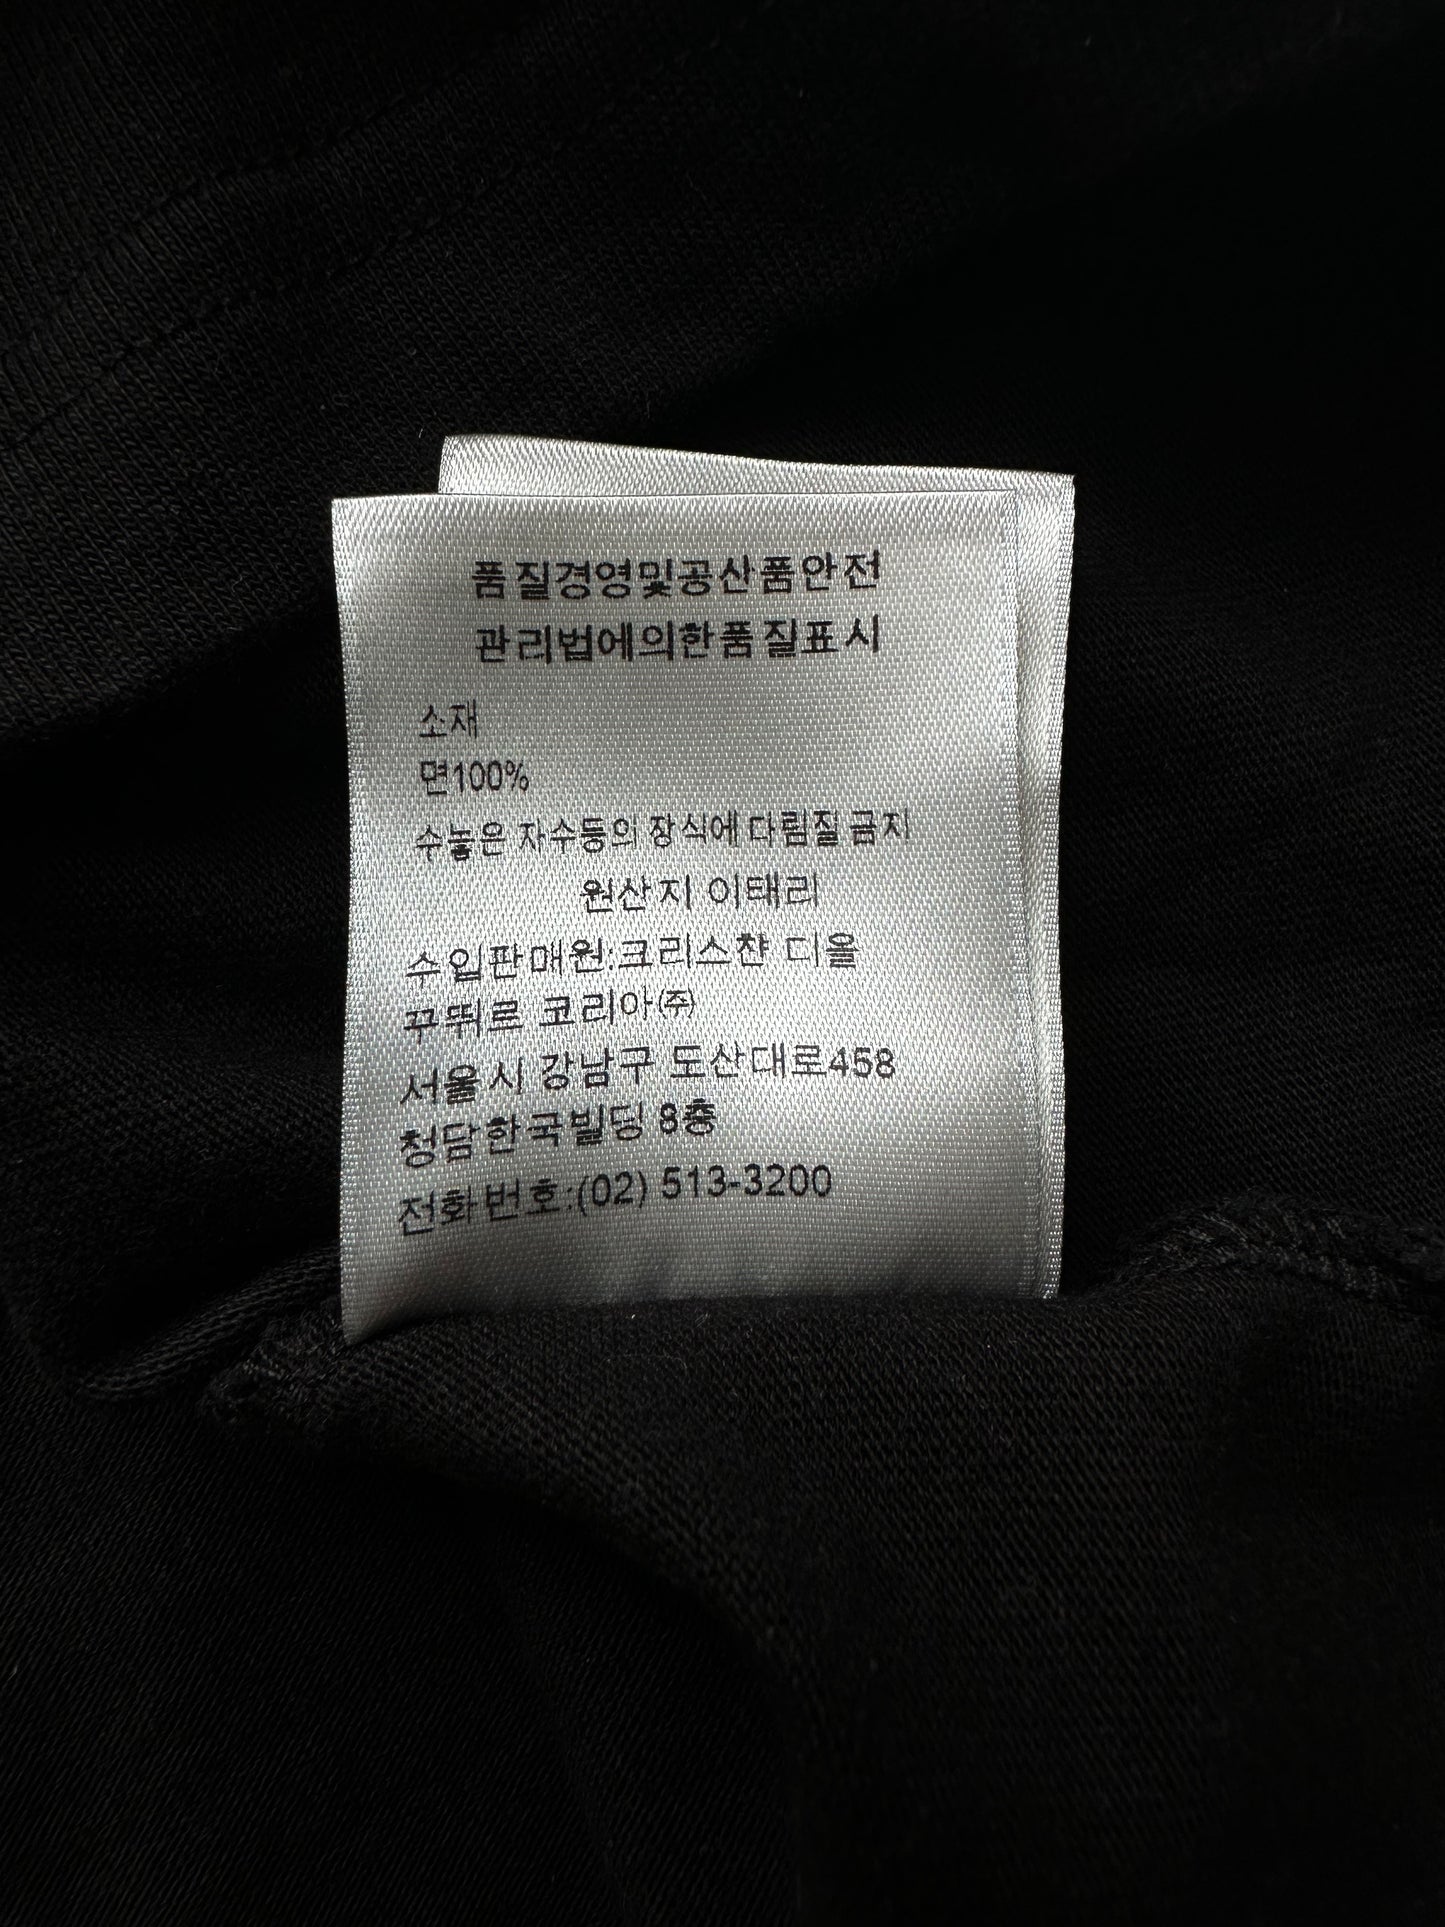 품질경영및공산품안전
관리법에의한품질표시
소재
면100%
수놓은 자수등의 장식에 다림질 금지
원산지 이태리
수입판매원:크리스챤 디올
꾸뛰르 코리아㈜
서울시 강남구 도산대로458
청담한국빌딩 8층
전화번호:(02) 513-3200